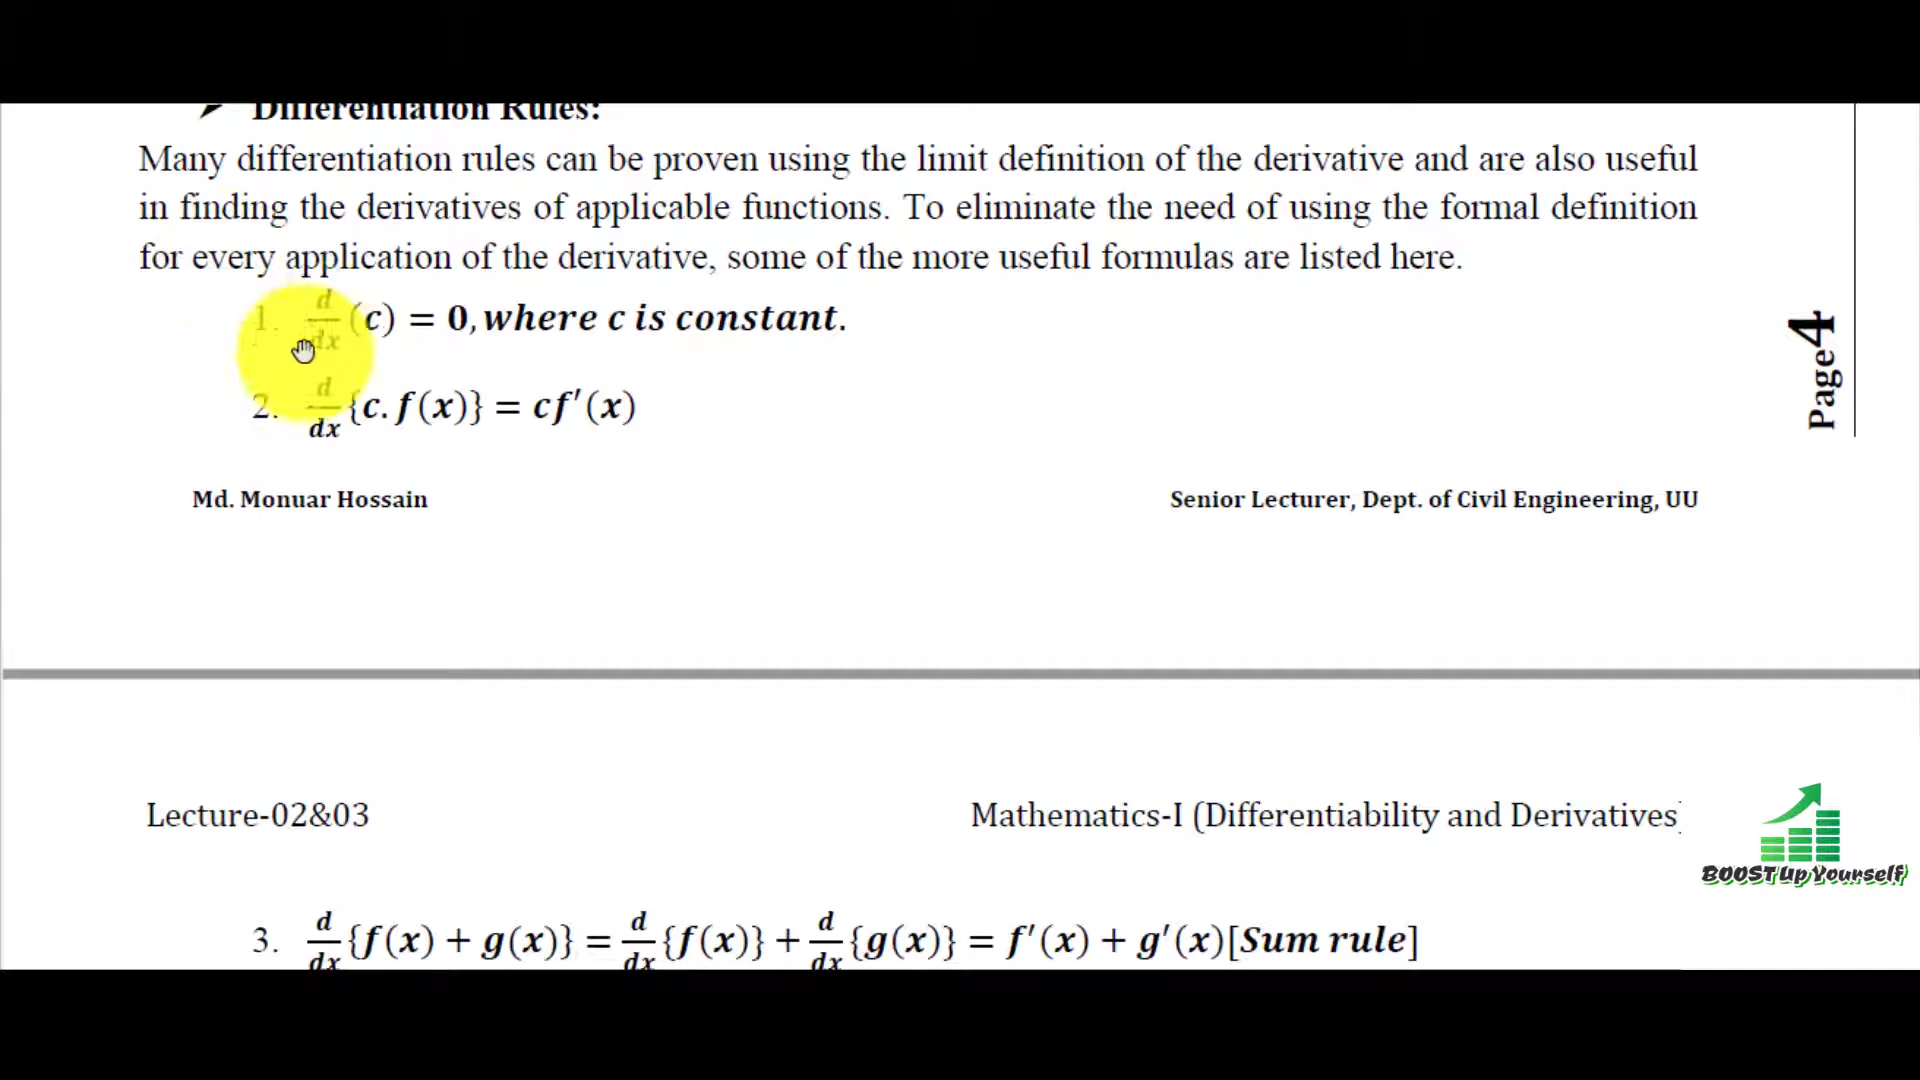 Differentiation Rules:
Many differentiation rules can be proven using the limit definition of the derivative and are also useful
in finding the derivatives of applicable functions. To eliminate the need of using the formal definition
for every application of the derivative, some of the more useful formulas are listed here.
1. d/dx (c) = 0, where c is constant.
2. d/dx {c. f(x)} = cf′(x)
Page 4
Md. Monuar Hossain Senior Lecturer, Dept. of Civil Engineering, UU
Lecture-02&03 Mathematics-I (Differentiability and Derivatives)
BOOST Up Yourself
3. d/dx {f(x) + g(x)} = d/dx {f(x)} + d/dx {g(x)} = f′(x) + g′(x)[Sum rule]